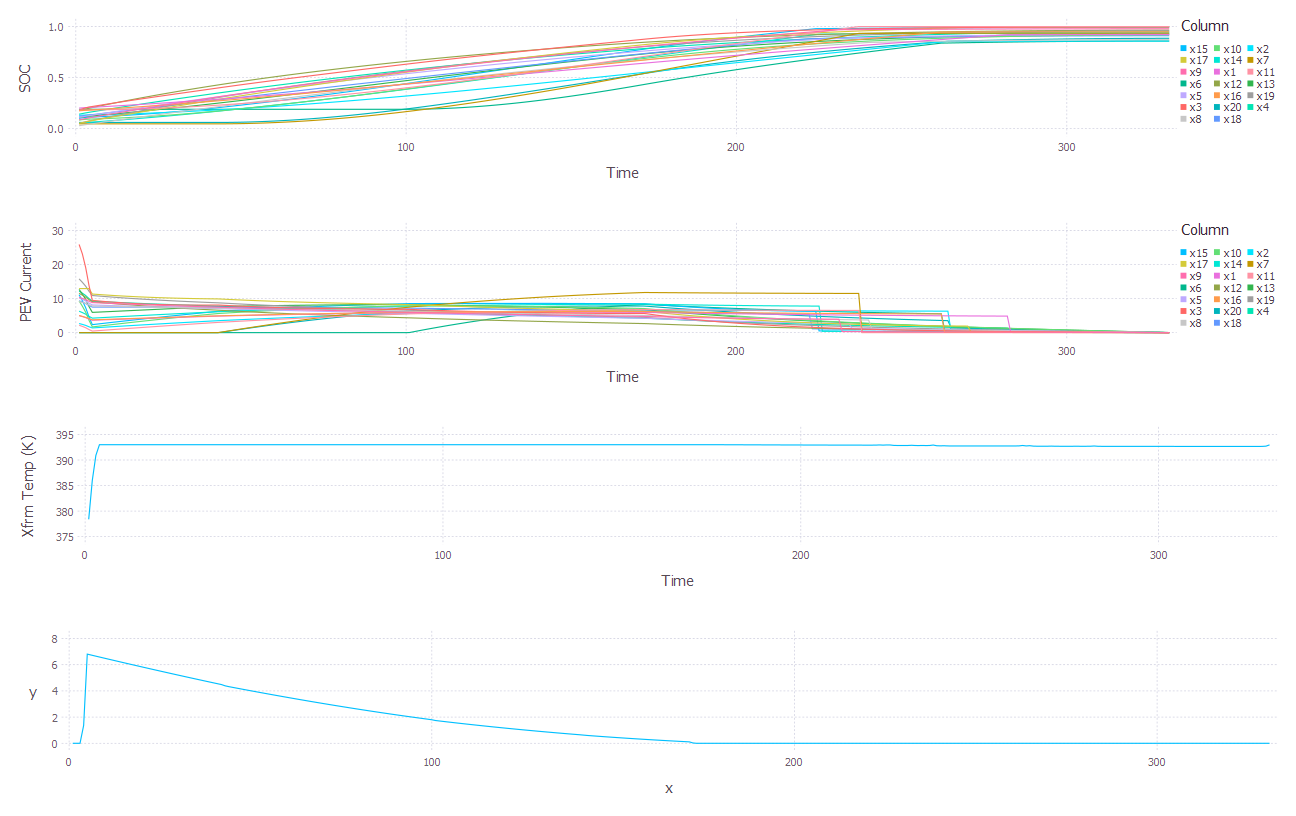 SOC
1.0
0.5
0.0
0 100 200 300
Time
Column
x15 x10 x2
x17 x14 x7
x9 x1 x11
x6 x12 x13
x5 x16 x19
x3 x20 x4
x8 x18
PEV Current
30
20
10
0
0 100 200 300
Time
Column
x15 x10 x2
x17 x14 x7
x9 x1 x11
x6 x12 x13
x5 x16 x19
x3 x20 x4
x8 x18
Xfrm Temp (K)
395
390
385
380
375
0 100 200 300
Time
y
8
6
4
2
0
0 100 200 300
x